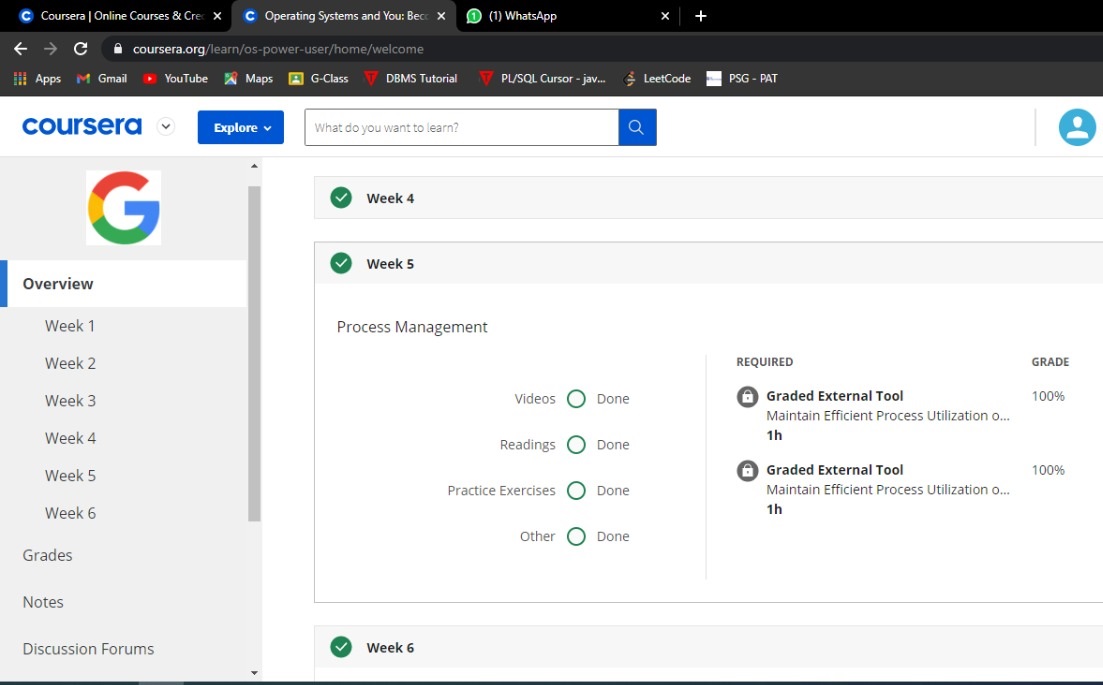 Coursera | Online Courses & Cre
Operating Systems and You: Bec
(1) WhatsApp
coursera.org/learn/os-power-user/home/welcome
Apps
Gmail
YouTube
Maps
G-Class
DBMS Tutorial
PL/SQL Cursor - jav...
LeetCode
PSG - PAT
coursera
Explore
What do you want to learn?
Overview
Week 1
Week 2
Week 3
Week 4
Week 5
Week 6
Grades
Notes
Discussion Forums
Week 4
Week 5
Process Management
Videos Done
Readings Done
Practice Exercises Done
Other Done
REQUIRED GRADE
Graded External Tool 100%
Maintain Efficient Process Utilization o...
1h
Graded External Tool 100%
Maintain Efficient Process Utilization o...
1h
Week 6